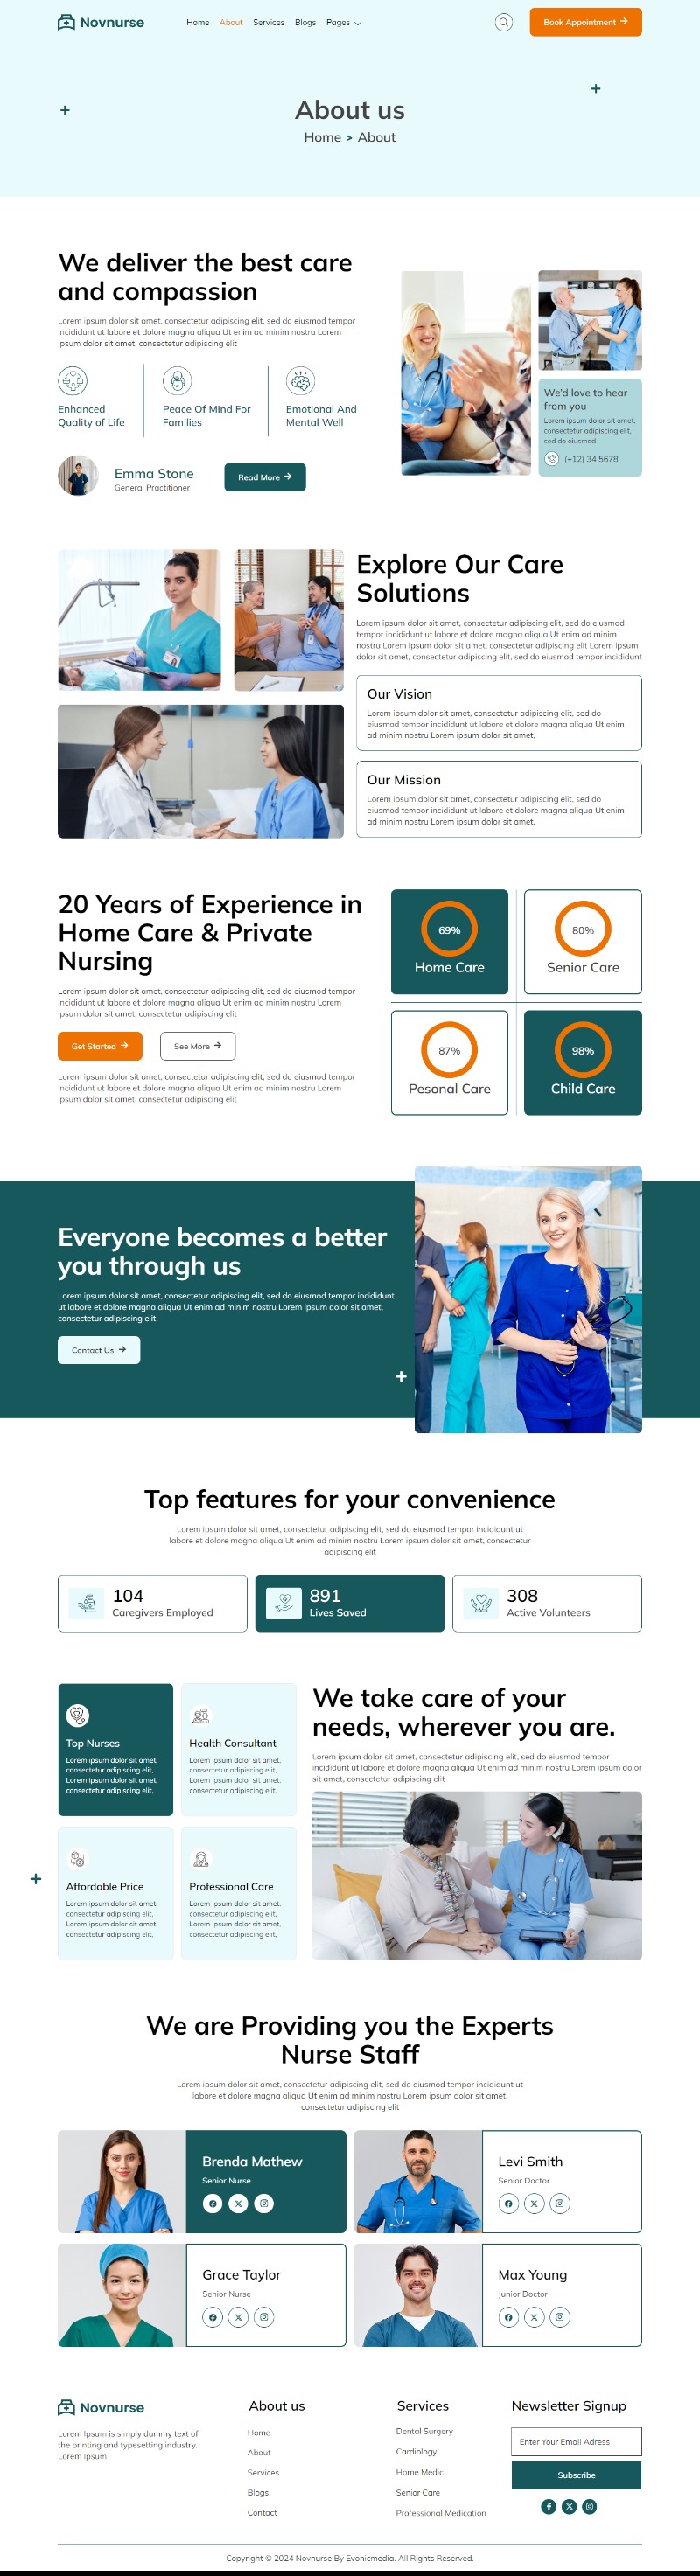 Novnurse
Home About Services Blogs Pages
Book Appointment
About us
Home > About
We deliver the best care
and compassion
Lorem ipsum dolor sit amet, consectetur adipiscing elit, sed do eiusmod tempor
incididunt ut labore et dolore magna aliqua Ut enim ad minim nostru Lorem
ipsum dolor sit amet, consectetur adipiscing elit
Enhanced
Quality of Life
Peace Of Mind For
Families
Emotional And
Mental Well
Emma Stone
General Practitioner
Read More
We'd love to hear
from you
Lorem ipsum dolor sit amet,
consectetur adipiscing elit,
sed do eiusmod
(+12) 34 5678
Explore Our Care
Solutions
Lorem ipsum dolor sit amet, consectetur adipiscing elit, sed do eiusmod
tempor incididunt ut labore et dolore magna aliqua Ut enim ad minim
nostru Lorem ipsum dolor sit amet, consectetur adipiscing elit Lorem ipsum
dolor sit amet, consectetur adipiscing elit, sed do eiusmod tempor incididunt
Our Vision
Lorem ipsum dolor sit amet, consectetur adipiscing elit, sed do
eiusmod tempor incididunt ut labore et dolore magna aliqua Ut enim
ad minim nostru Lorem ipsum dolor sit amet,
Our Mission
Lorem ipsum dolor sit amet, consectetur adipiscing elit, sed do
eiusmod tempor incididunt ut labore et dolore magna aliqua Ut enim
ad minim nostru Lorem ipsum dolor sit amet,
20 Years of Experience in
Home Care & Private
Nursing
Lorem ipsum dolor sit amet, consectetur adipiscing elit, sed do eiusmod tempor
incididunt ut labore et dolore magna aliqua Ut enim ad minim nostru Lorem
ipsum dolor sit amet, consectetur adipiscing elit
Get Started
See More
Lorem ipsum dolor sit amet, consectetur adipiscing elit, sed do eiusmod tempor
incididunt ut labore et dolore magna aliqua Ut enim ad minim nostru Lorem
ipsum dolor sit amet, consectetur adipiscing elit
69%
Home Care
80%
Senior Care
87%
Pesonal Care
98%
Child Care
Everyone becomes a better
you through us
Lorem ipsum dolor sit amet, consectetur adipiscing elit, sed do eiusmod tempor incididunt
ut labore et dolore magna aliqua Ut enim ad minim nostru Lorem ipsum dolor sit amet,
consectetur adipiscing elit
Contact Us
Top features for your convenience
Lorem ipsum dolor sit amet, consectetur adipiscing elit, sed do eiusmod tempor incididunt ut
labore et dolore magna aliqua Ut enim ad minim nostru Lorem ipsum dolor sit amet, consectetur
adipiscing elit
104
Caregivers Employed
891
Lives Saved
308
Active Volunteers
Top Nurses
Lorem ipsum dolor sit amet,
consectetur adipiscing elit,
Lorem ipsum dolor sit amet,
consectetur adipiscing elit,
Health Consultant
Lorem ipsum dolor sit amet,
consectetur adipiscing elit,
Lorem ipsum dolor sit amet,
consectetur adipiscing elit,
Affordable Price
Lorem ipsum dolor sit amet,
consectetur adipiscing elit,
Lorem ipsum dolor sit amet,
consectetur adipiscing elit,
Professional Care
Lorem ipsum dolor sit amet,
consectetur adipiscing elit,
Lorem ipsum dolor sit amet,
consectetur adipiscing elit,
We take care of your
needs, wherever you are.
Lorem ipsum dolor sit amet, consectetur adipiscing elit, sed do eiusmod tempor
incididunt ut labore et dolore magna aliqua Ut enim ad minim nostru Lorem ipsum dolor
sit amet, consectetur adipiscing elit
We are Providing you the Experts
Nurse Staff
Lorem ipsum dolor sit amet, consectetur adipiscing elit, sed do eiusmod tempor incididunt ut
labore et dolore magna aliqua Ut enim ad minim nostru Lorem ipsum dolor sit amet,
consectetur adipiscing elit
Brenda Mathew
Senior Nurse
Levi Smith
Senior Doctor
Grace Taylor
Senior Nurse
Max Young
Junior Doctor
Novnurse
Lorem Ipsum is simply dummy text of
the printing and typesetting industry.
Lorem Ipsum
About us
Home
About
Services
Blogs
Contact
Services
Dental Surgery
Cardiology
Home Medic
Senior Care
Professional Medication
Newsletter Signup
Enter Your Email Adress
Subscribe
Copyright © 2024 Novnurse By Evonicmedia. All Rights Reserved.